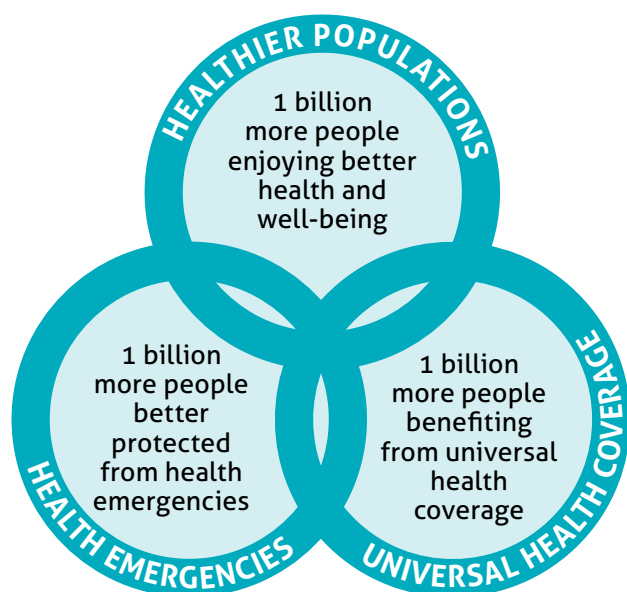 HEALTHIER POPULATIONS
1 billion
more people
enjoying better
health and
well-being
1 billion
more people
better
protected
from health
emergencies
HEALTH EMERGENCIES
1 billion
more people
benefiting
from universal
health
coverage
UNIVERSAL HEALTH COVERAGE